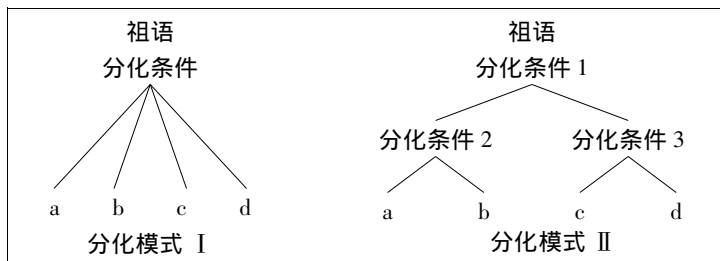 祖语
分化条件
a b c d
分化模式 Ⅰ
祖语
分化条件 1
分化条件 2 分化条件 3
a b c d
分化模式 Ⅱ